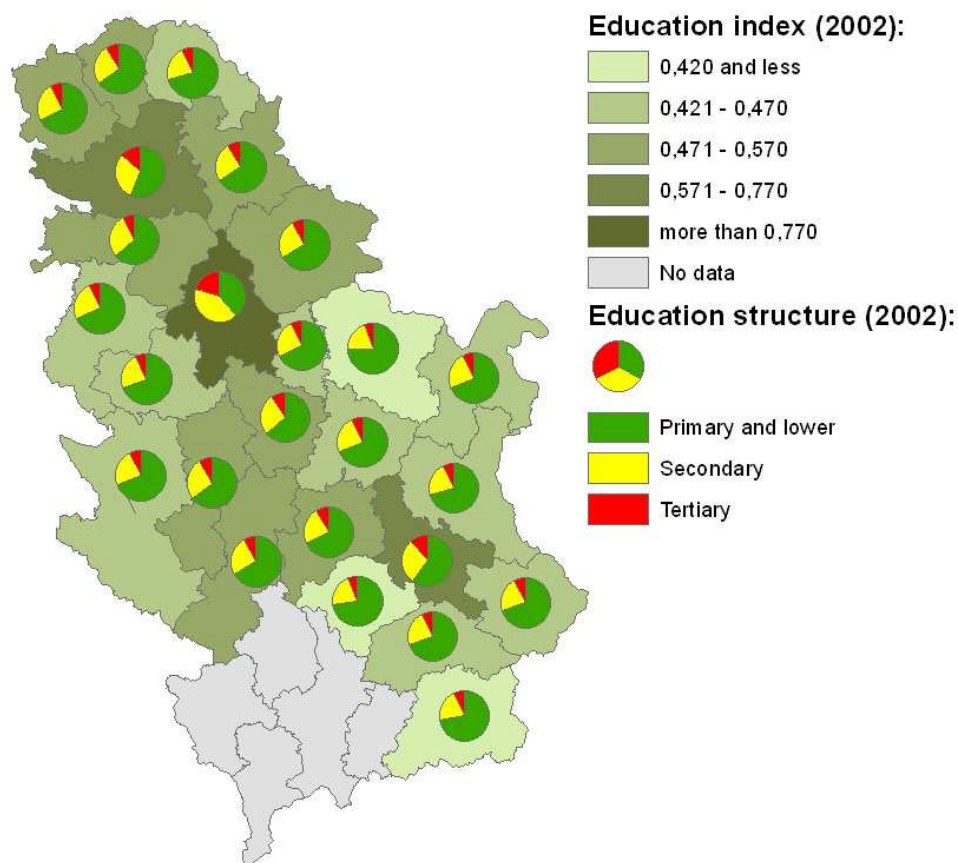 Education index (2002):
0,420 and less
0,421 - 0,470
0,471 - 0,570
0,571 - 0,770
more than 0,770
No data
Education structure (2002):
Primary and lower
Secondary
Tertiary